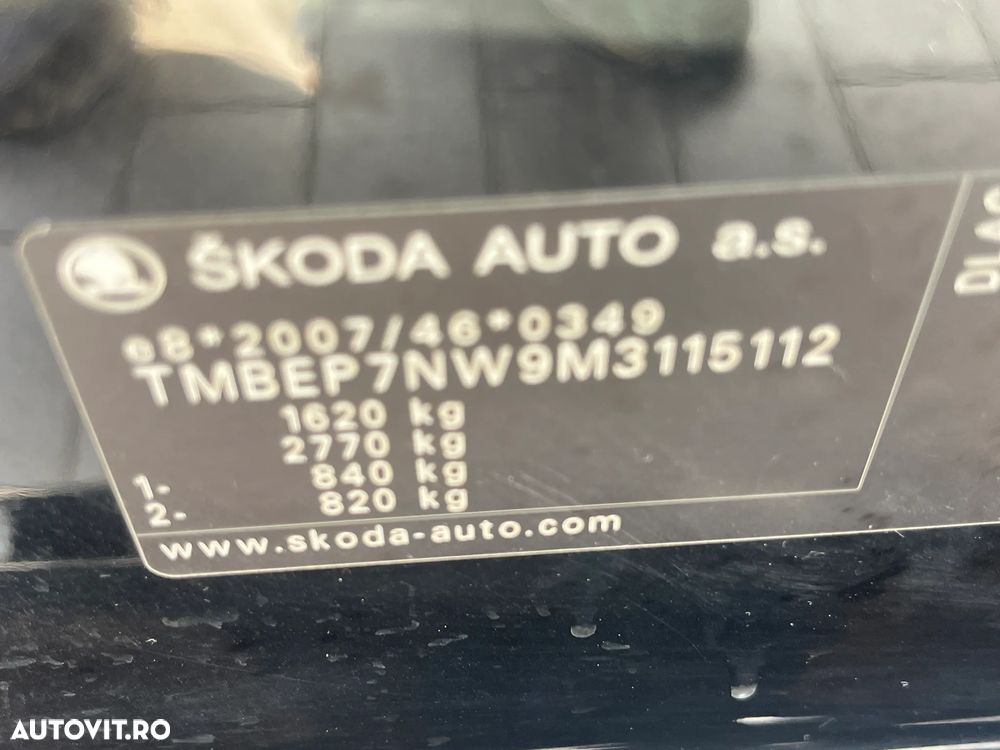 ŠKODA AUTO a.s.
e8*2007/46*0349
TMBEP7NW9M3115112
1620 kg
2770 kg
1- 840 kg
2- 820 kg
www.skoda-auto.com
AUTOVIT.RO